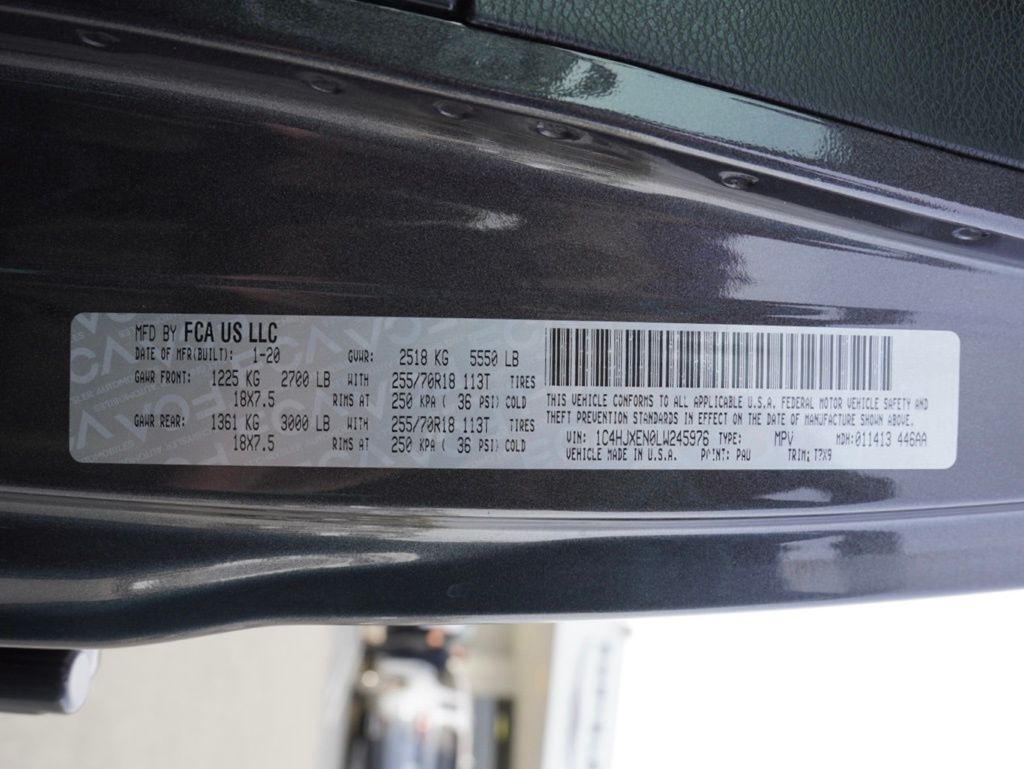 MFD BY FCA US LLC
DATE OF MFR(BUILT): 1-20 GVWR: 2518 KG 5550 LB
GAWR FRONT: 1225 KG 2700 LB WITH 255/70R18 113T TIRES
18X7.5 RIMS AT 250 KPA ( 36 PSI) COLD
GAWR REAR: 1361 KG 3000 LB WITH 255/70R18 113T TIRES
18X7.5 RIMS AT 250 KPA ( 36 PSI) COLD
THIS VEHICLE CONFORMS TO ALL APPLICABLE U.S.A. FEDERAL MOTOR VEHICLE SAFETY AND
THEFT PREVENTION STANDARDS IN EFFECT ON THE DATE OF MANUFACTURE SHOWN ABOVE.
VIN: 1C4HJXEN0LW245976 TYPE: MPV MDH: 011413 446AA
VEHICLE MADE IN U.S.A. PAINT: PAU TRIM: